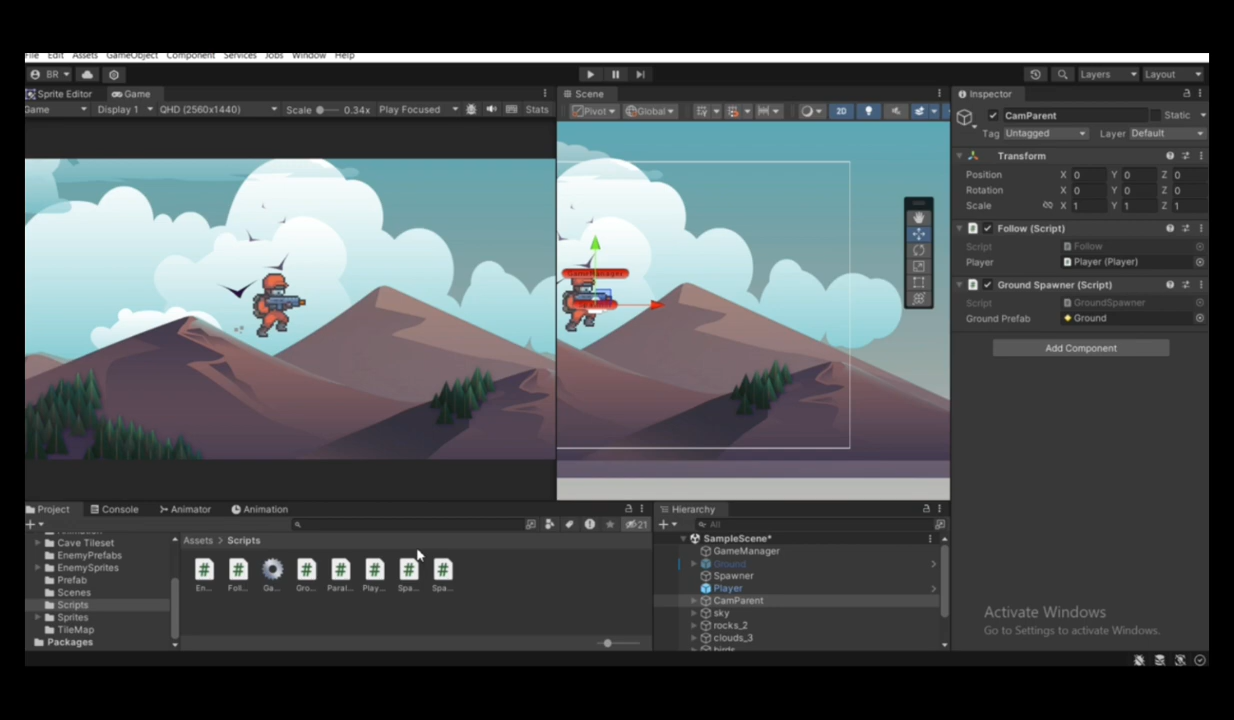 File Edit Assets GameObject Component Services Jobs Window Help
BR Layers Layout
Sprite Editor Game Scene Inspector
Game Display 1 QHD (2560x1440) Scale 0.34x Play Focused Stats
Pivot Global 2D
CamParent Static
Tag Untagged Layer Default
Transform
Position X 0 Y 0 Z 0
Rotation X 0 Y 0 Z 0
Scale X 1 Y 1 Z 1
Follow (Script)
Script Follow
Player Player (Player)
Ground Spawner (Script)
Script GroundSpawner
Ground Prefab Ground
Add Component
GameManager
Project Console Animator Animation
21
Assets > Scripts
Cave Tileset
EnemyPrefabs
EnemySprites
Prefab
Scenes
Scripts
Sprites
TileMap
Packages
En... Foll... Ga... Gro... Paral... Play... Spa... Spa...
Hierarchy
All
SampleScene*
GameManager
Ground
Spawner
Player
CamParent
sky
rocks_2
clouds_3
birds
Activate Windows
Go to Settings to activate Windows.